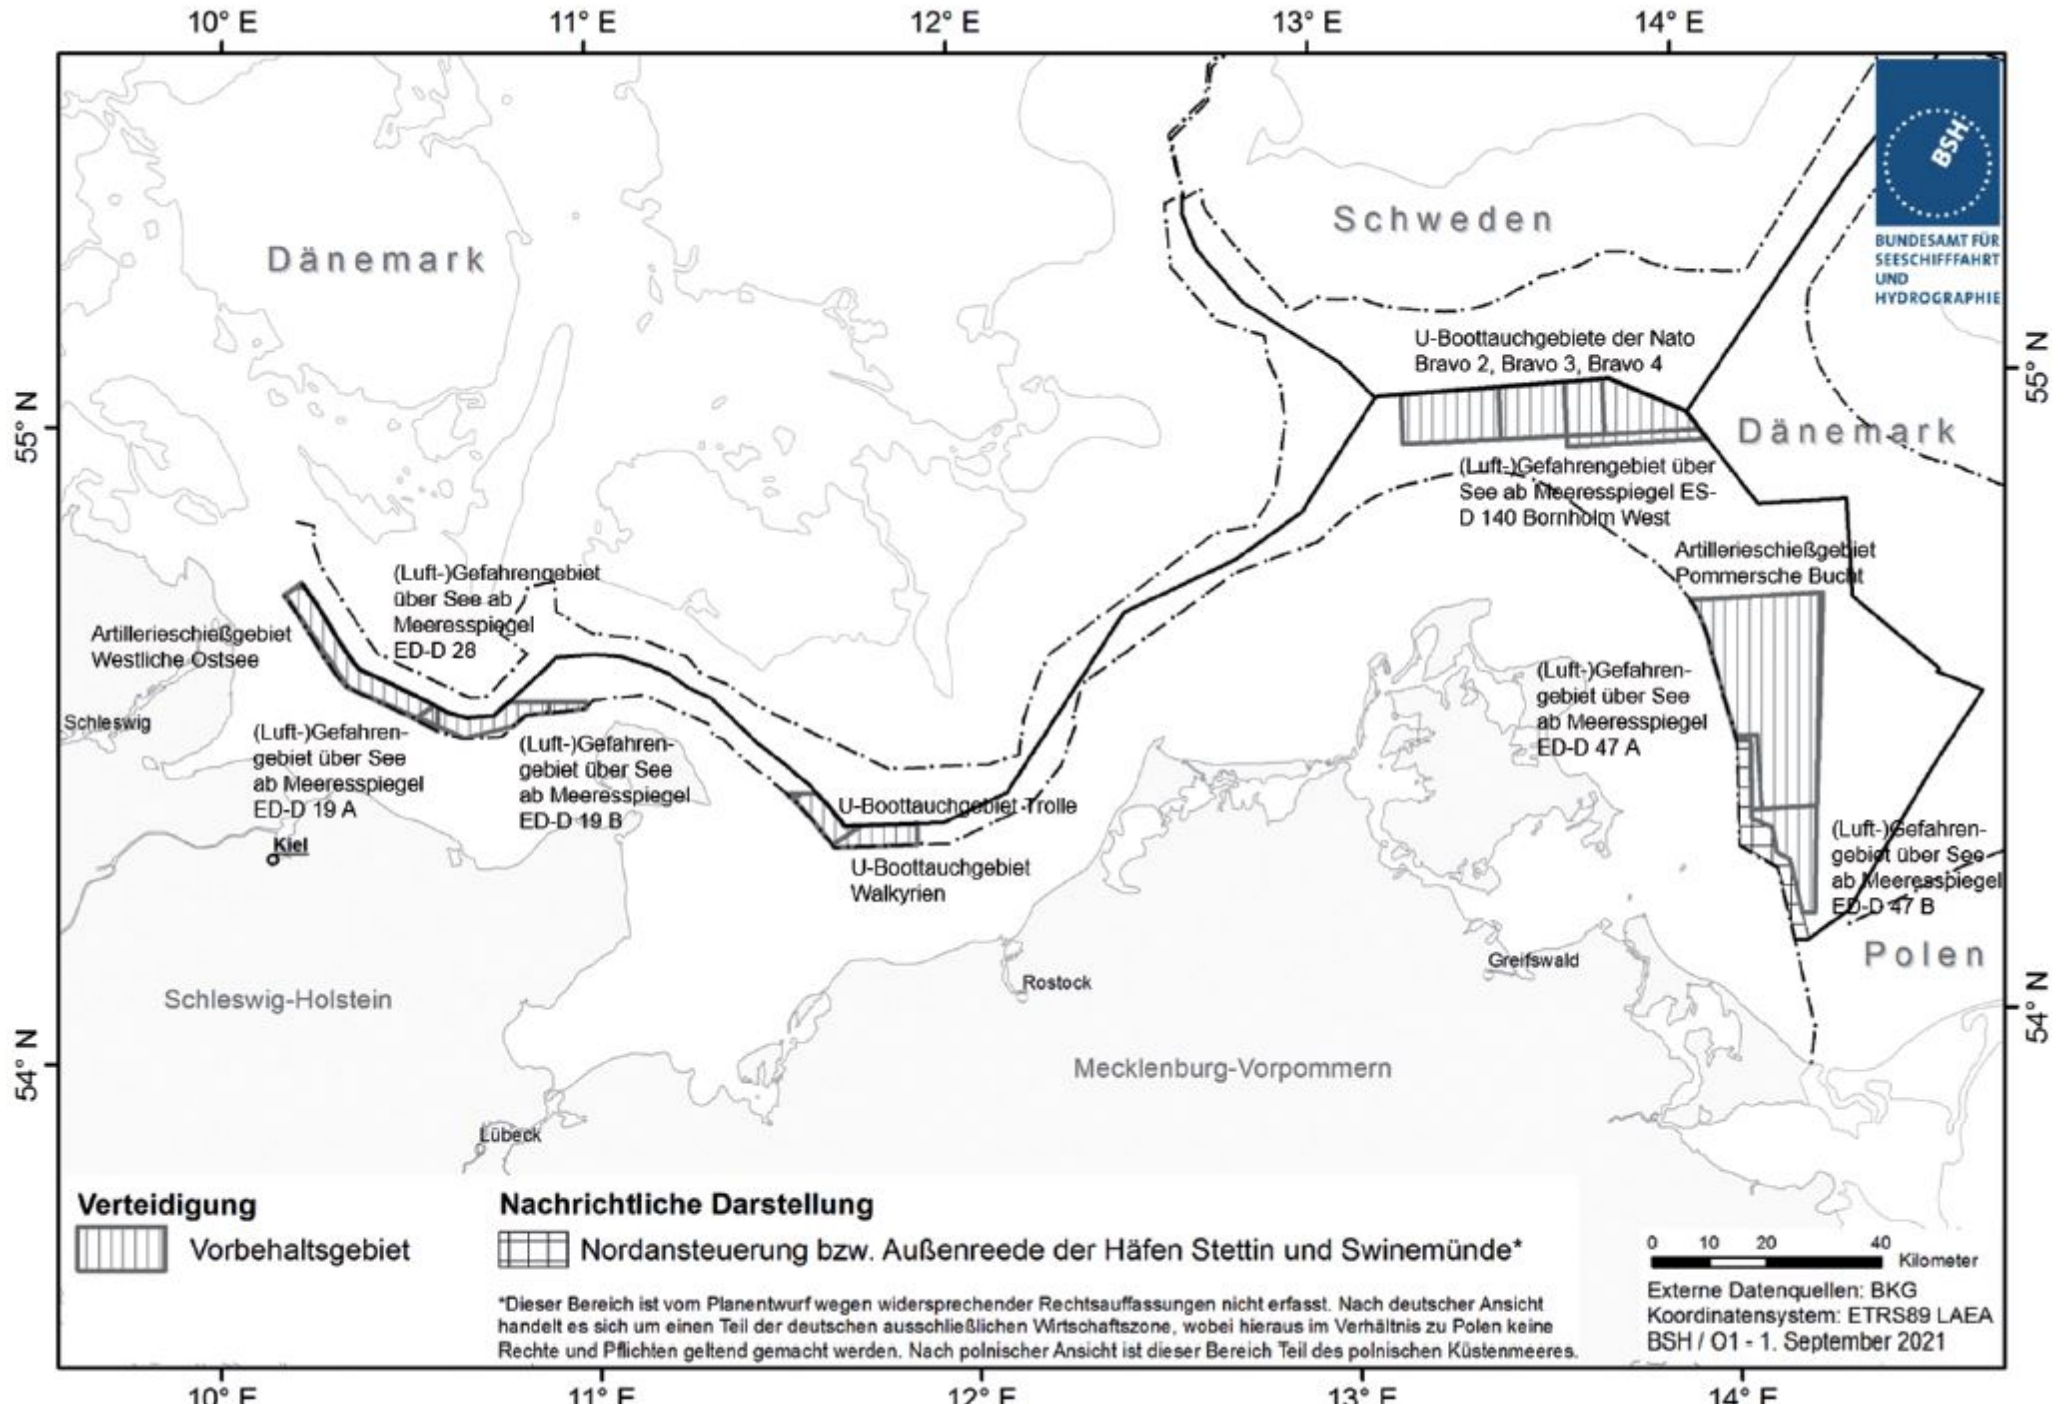 10° E
11° E
12° E
13° E
14° E
BSH
BUNDESAMT FÜR
SEESCHIFFFAHRT
UND
HYDROGRAPHIE
Schweden
Dänemark
U-Boottauchgebiete der Nato
Bravo 2, Bravo 3, Bravo 4
55° N
55° N
Dänemark
(Luft-)Gefahrengebiet über
See ab Meeresspiegel ES-
D 140 Bornholm West
Artillerieschießgebiet
Pommersche Bucht
(Luft-)Gefahrengebiet
über See ab
Meeresspiegel
ED-D 28
Artillerieschießgebiet
Westliche Ostsee
(Luft-)Gefahren-
gebiet über See
ab Meeresspiegel
ED-D 47 A
Schleswig
(Luft-)Gefahren-
gebiet über See
ab Meeresspiegel
ED-D 19 A
(Luft-)Gefahren-
gebiet über See
ab Meeresspiegel
ED-D 19 B
U-Boottauchgebiet Trolle
U-Boottauchgebiet
Walkyrien
(Luft-)Gefahren-
gebiet über See
ab Meeresspiegel
ED-D 47 B
Kiel
Polen
Greifswald
Rostock
Schleswig-Holstein
54° N
54° N
Mecklenburg-Vorpommern
Lübeck
Verteidigung
Vorbehaltsgebiet
Nachrichtliche Darstellung
Nordansteuerung bzw. Außenreede der Häfen Stettin und Swinemünde*
*Dieser Bereich ist vom Planentwurf wegen widersprechender Rechtsauffassungen nicht erfasst. Nach deutscher Ansicht
handelt es sich um einen Teil der deutschen ausschließlichen Wirtschaftszone, wobei hieraus im Verhältnis zu Polen keine
Rechte und Pflichten geltend gemacht werden. Nach polnischer Ansicht ist dieser Bereich Teil des polnischen Küstenmeeres.
0 10 20 40
Kilometer
Externe Datenquellen: BKG
Koordinatensystem: ETRS89 LAEA
BSH / O1 - 1. September 2021
10° E
11° E
12° E
13° E
14° E